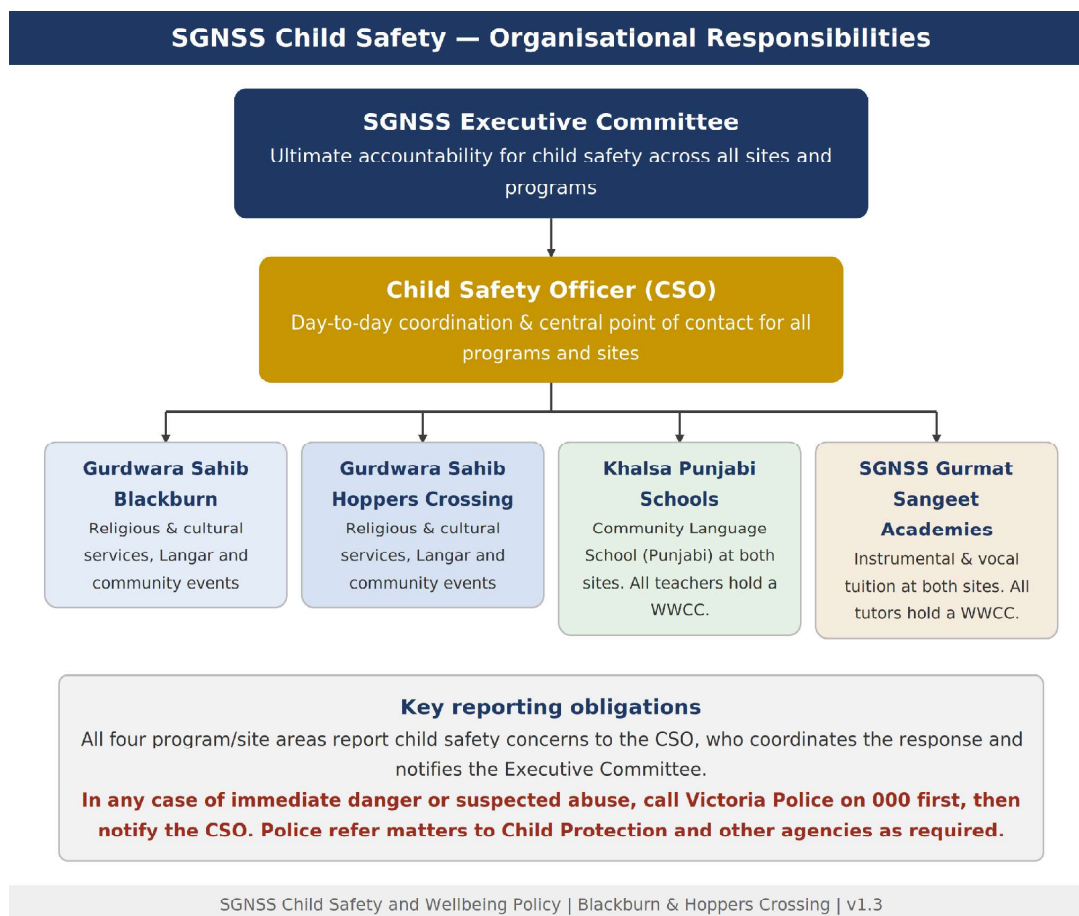 SGNSS Child Safety — Organisational Responsibilities
SGNSS Executive Committee
Ultimate accountability for child safety across all sites and
programs
Child Safety Officer (CSO)
Day-to-day coordination & central point of contact for all
programs and sites
Gurdwara Sahib
Blackburn
Religious & cultural
services, Langar and
community events
Gurdwara Sahib
Hoppers Crossing
Religious & cultural
services, Langar and
community events
Khalsa Punjabi
Schools
Community Language
School (Punjabi) at both
sites. All teachers hold a
WWCC.
SGNSS Gurmat
Sangeet
Academies
Instrumental & vocal
tuition at both sites. All
tutors hold a WWCC.
Key reporting obligations
All four program/site areas report child safety concerns to the CSO, who coordinates the response and
notifies the Executive Committee.
In any case of immediate danger or suspected abuse, call Victoria Police on 000 first, then
notify the CSO. Police refer matters to Child Protection and other agencies as required.
SGNSS Child Safety and Wellbeing Policy | Blackburn & Hoppers Crossing | v1.3